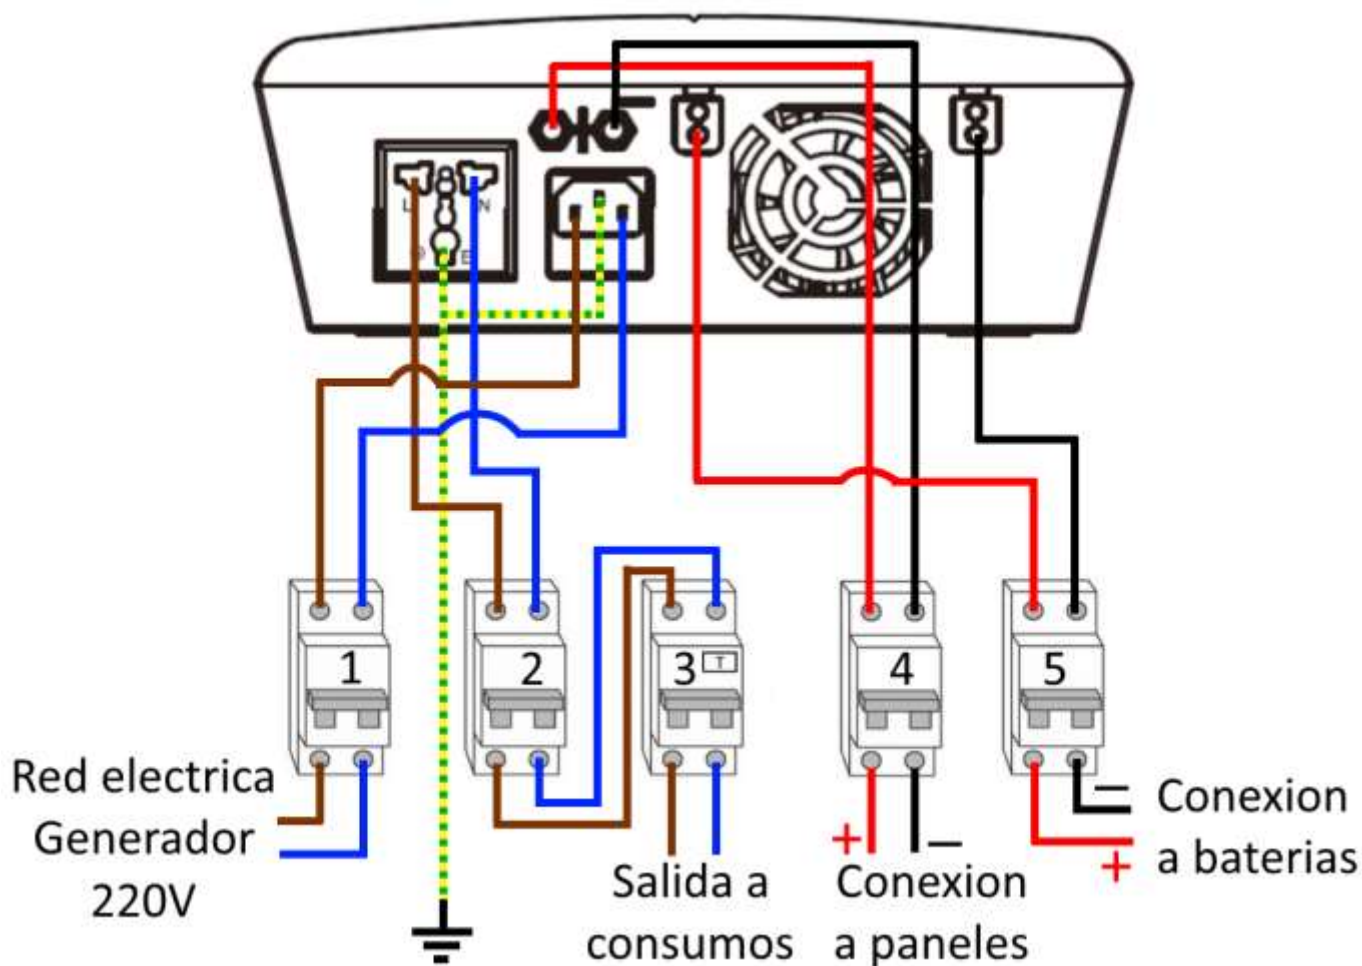 L N
P E
1 2 3 T 4 5
Red electrica
Generador
220V
Salida a
consumos
+ −
Conexion
a paneles
− Conexion
+ a baterias